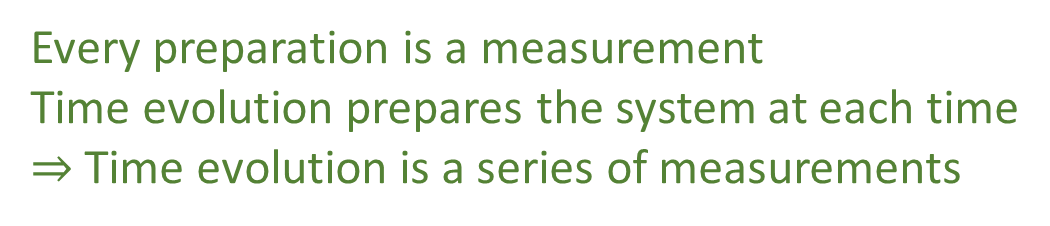 Every preparation is a measurement
Time evolution prepares the system at each time
⇒ Time evolution is a series of measurements